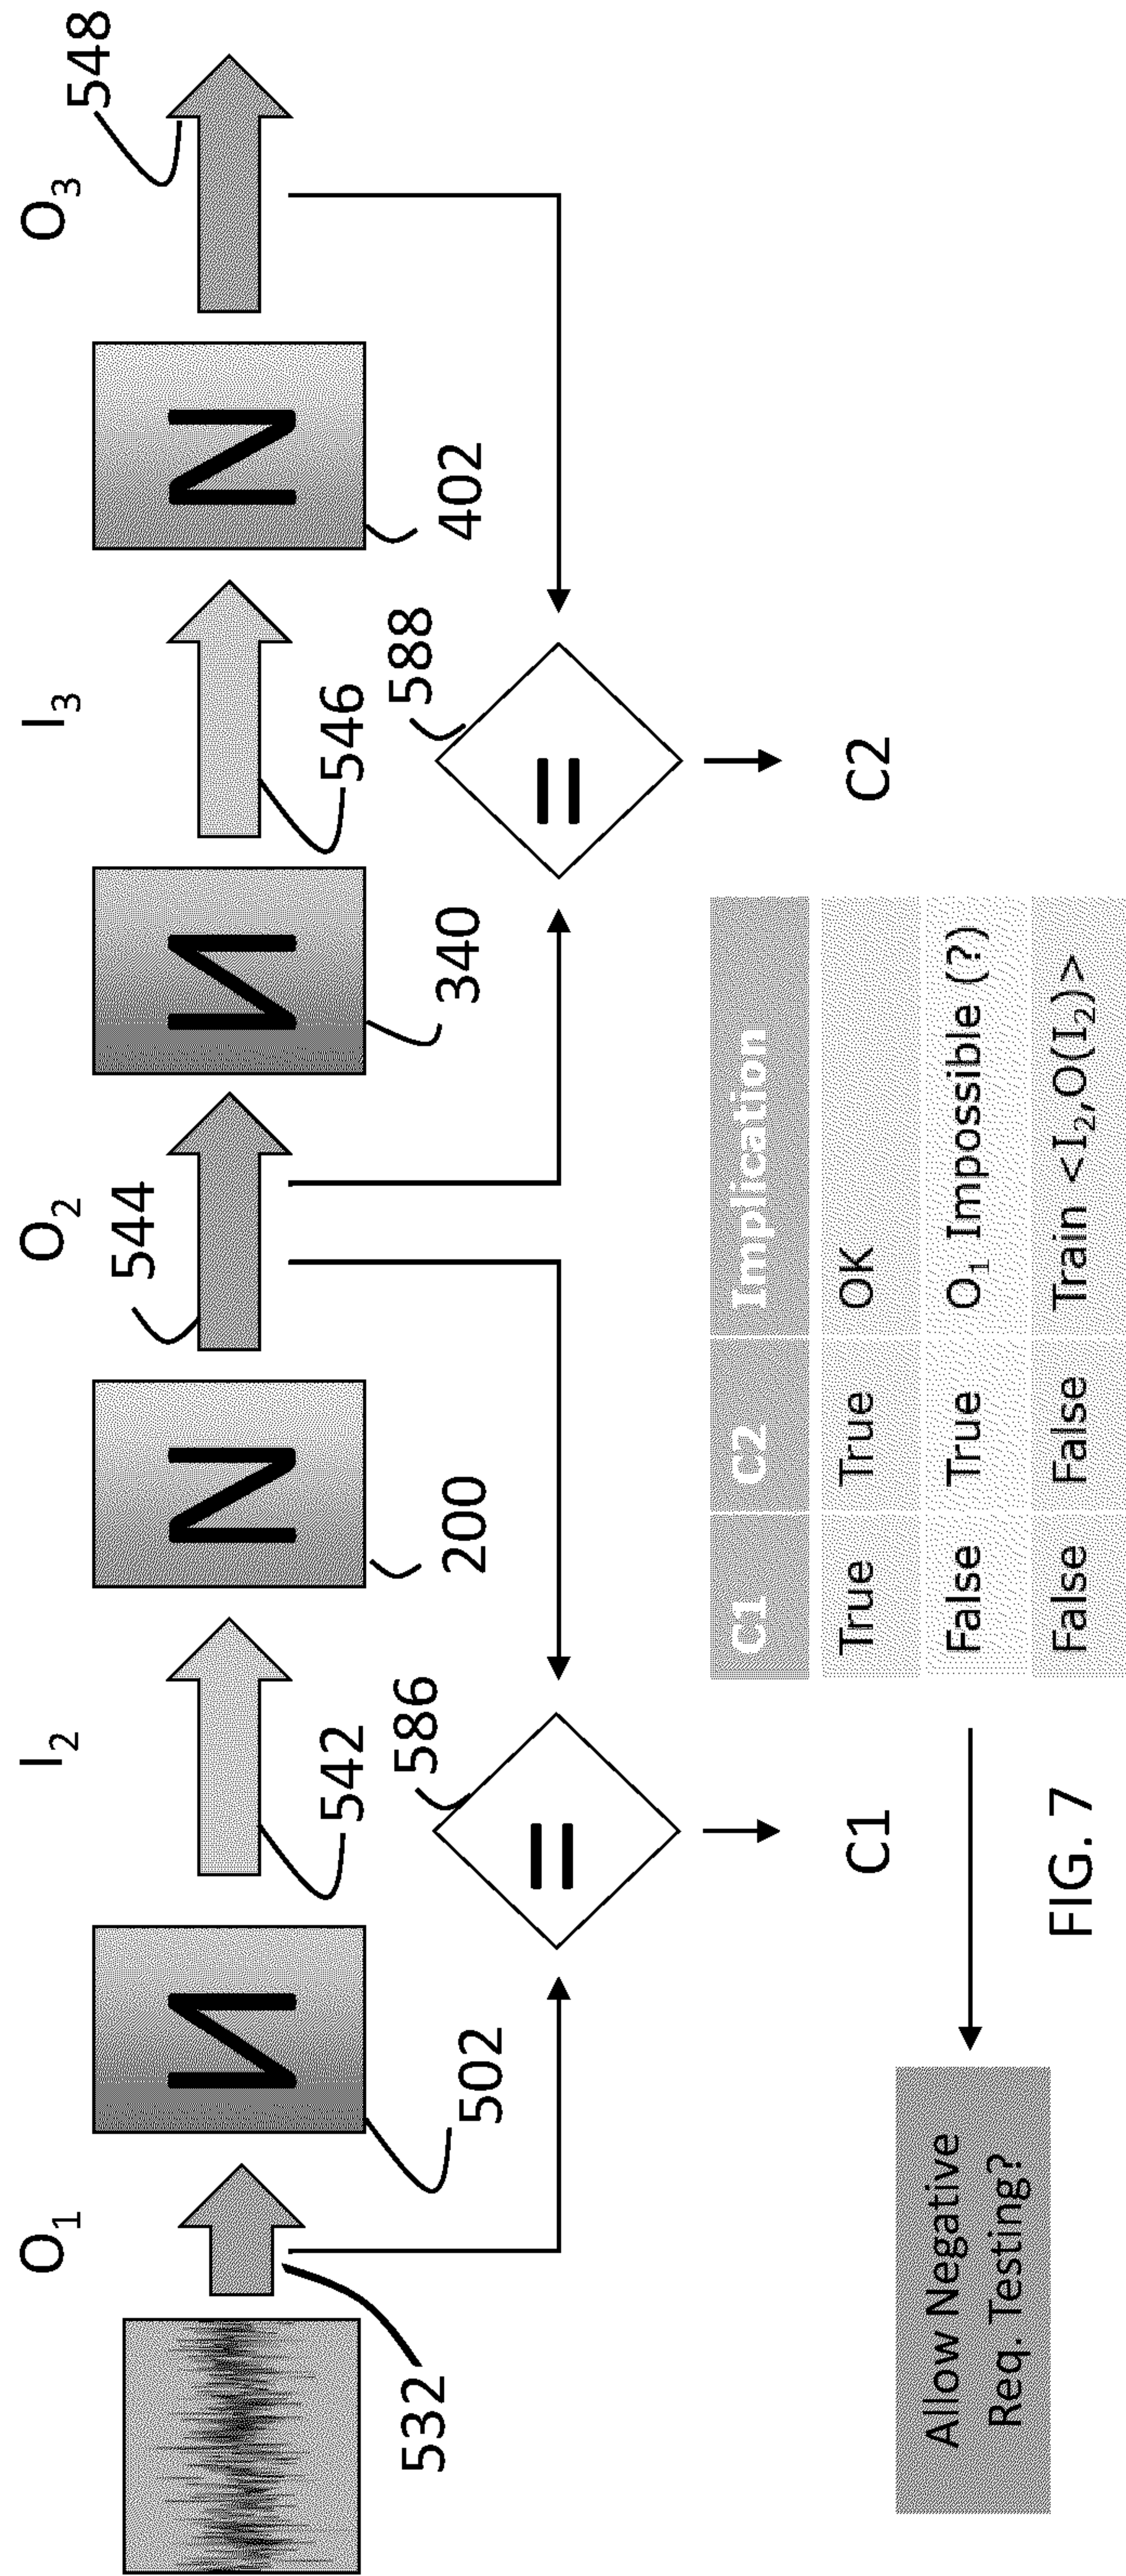 O₁
I₂
O₂
I₃
O₃
532
И
502
542
N
200
544
И
340
546
N
402
548
=
586
=
588
C1
C2
C1 C2 Implication
True True OK
False True O₁ Impossible (?)
False False Train <I₂,O(I₂)>
Allow Negative
Req. Testing?
FIG. 7